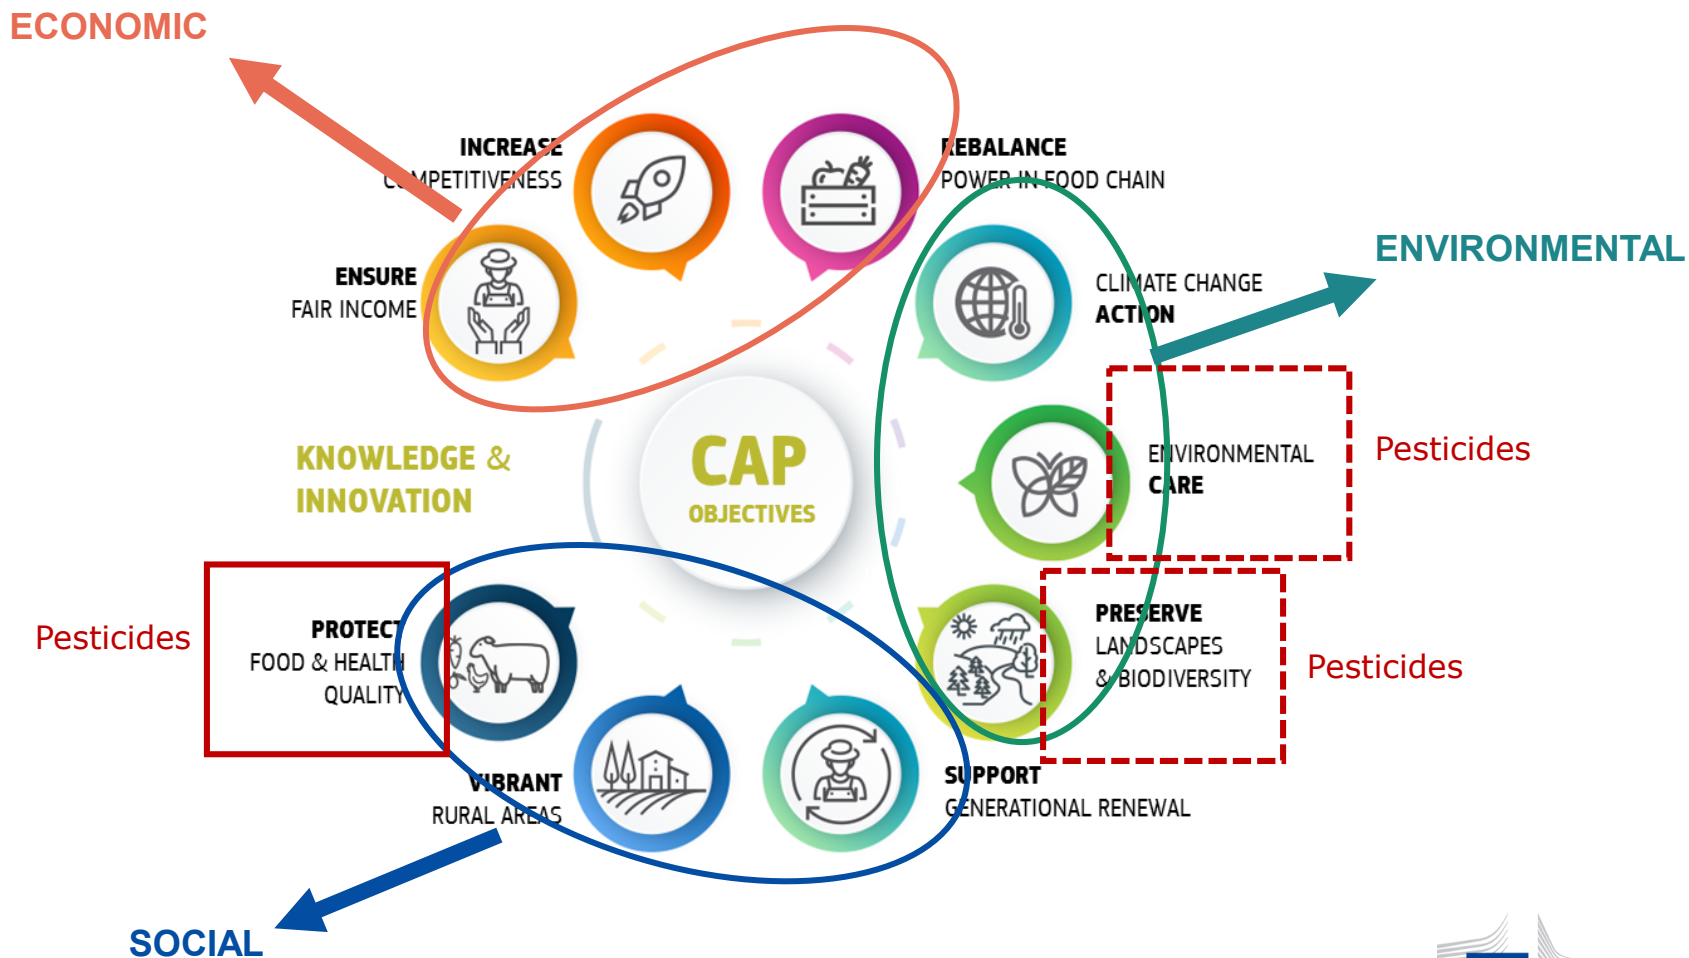 ECONOMIC
INCREASE
COMPETITIVENESS
REBALANCE
POWER IN FOOD CHAIN
ENSURE
FAIR INCOME
CLIMATE CHANGE
ACTION
ENVIRONMENTAL
KNOWLEDGE &
INNOVATION
CAP
OBJECTIVES
ENVIRONMENTAL
CARE
Pesticides
Pesticides
PROTECT
FOOD & HEALTH
QUALITY
PRESERVE
LANDSCAPES
& BIODIVERSITY
Pesticides
VIBRANT
RURAL AREAS
SUPPORT
GENERATIONAL RENEWAL
SOCIAL